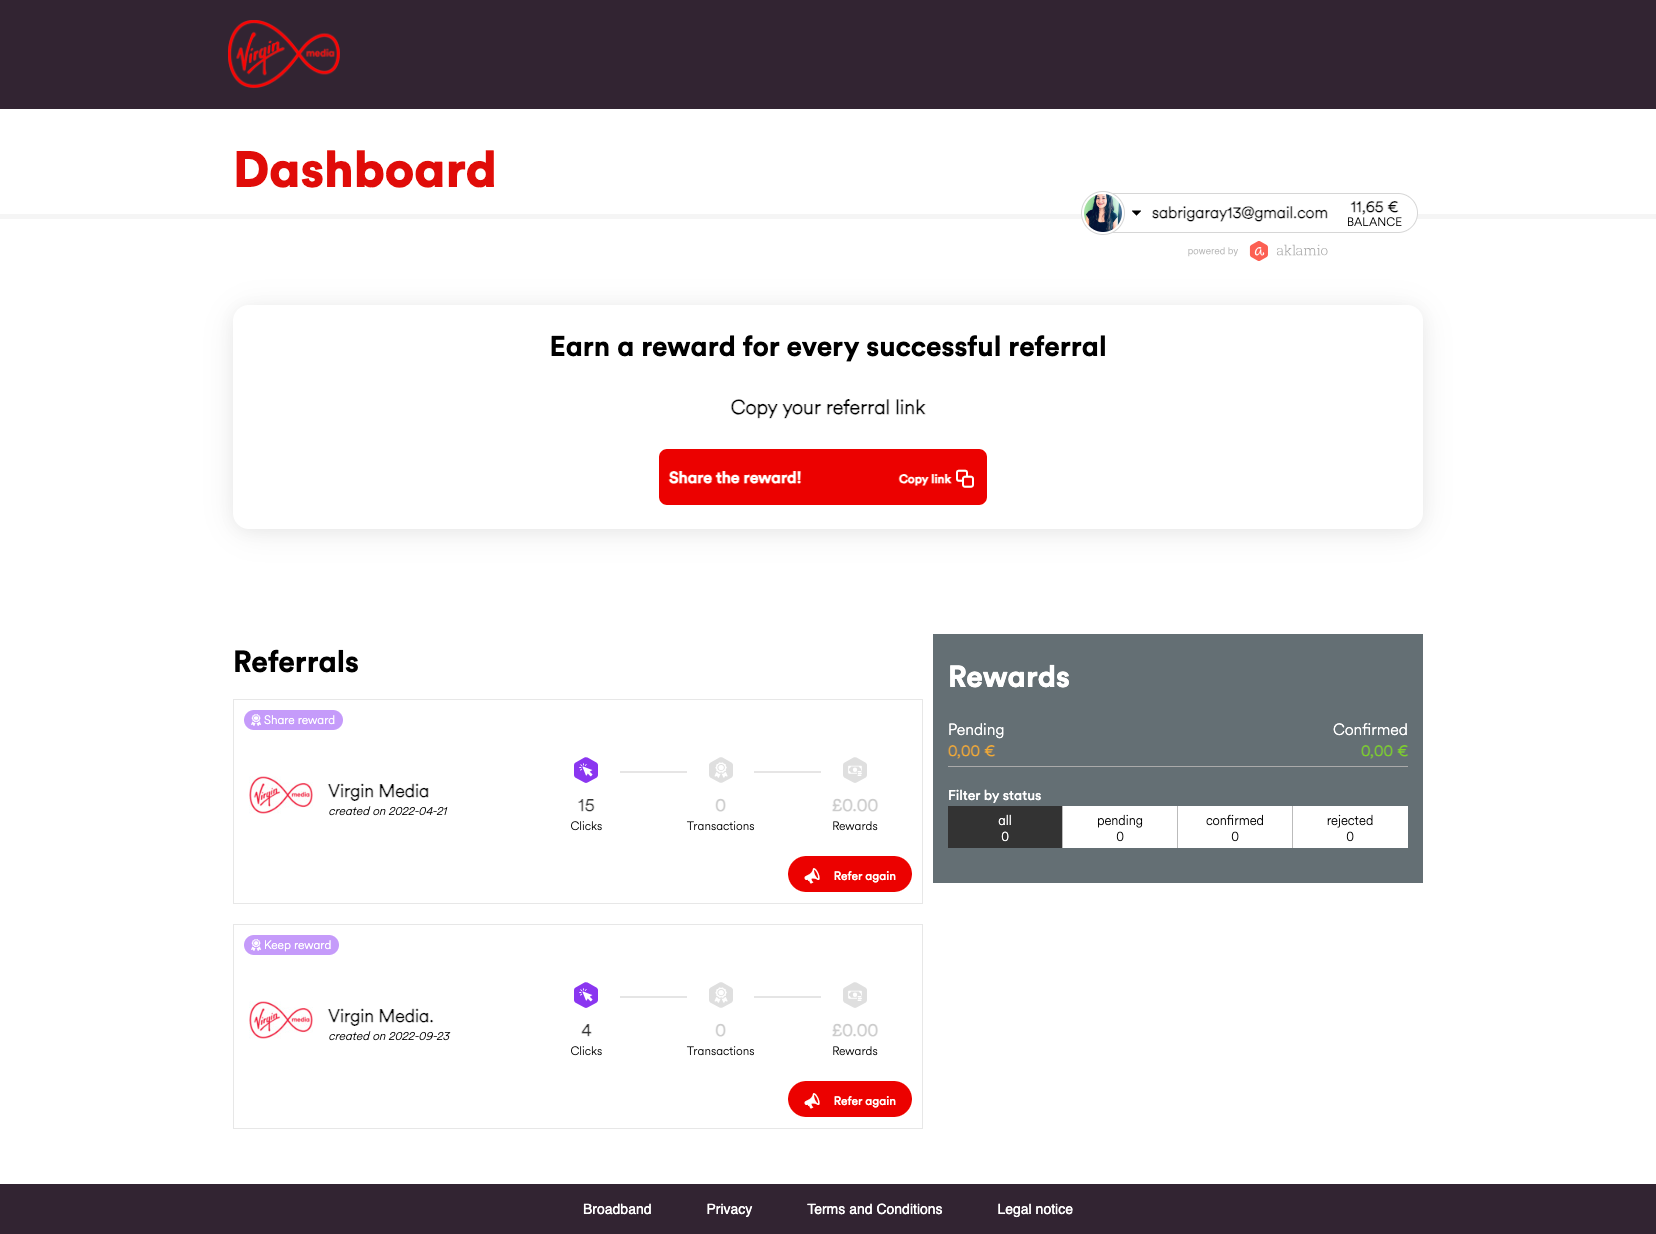 Virgin media
Dashboard
sabrigaray13@gmail.com
11,65 €
BALANCE
powered by a aklamio
Earn a reward for every successful referral
Copy your referral link
Share the reward! Copy link
Referrals
Share reward
Virgin media
Virgin Media
created on 2022-04-21
15 0 £0.00
Clicks Transactions Rewards
Refer again
Keep reward
Virgin media
Virgin Media.
created on 2022-09-23
4 0 £0.00
Clicks Transactions Rewards
Refer again
Rewards
Pending Confirmed
0,00 € 0,00 €
Filter by status
all pending confirmed rejected
0 0 0 0
Broadband Privacy Terms and Conditions Legal notice